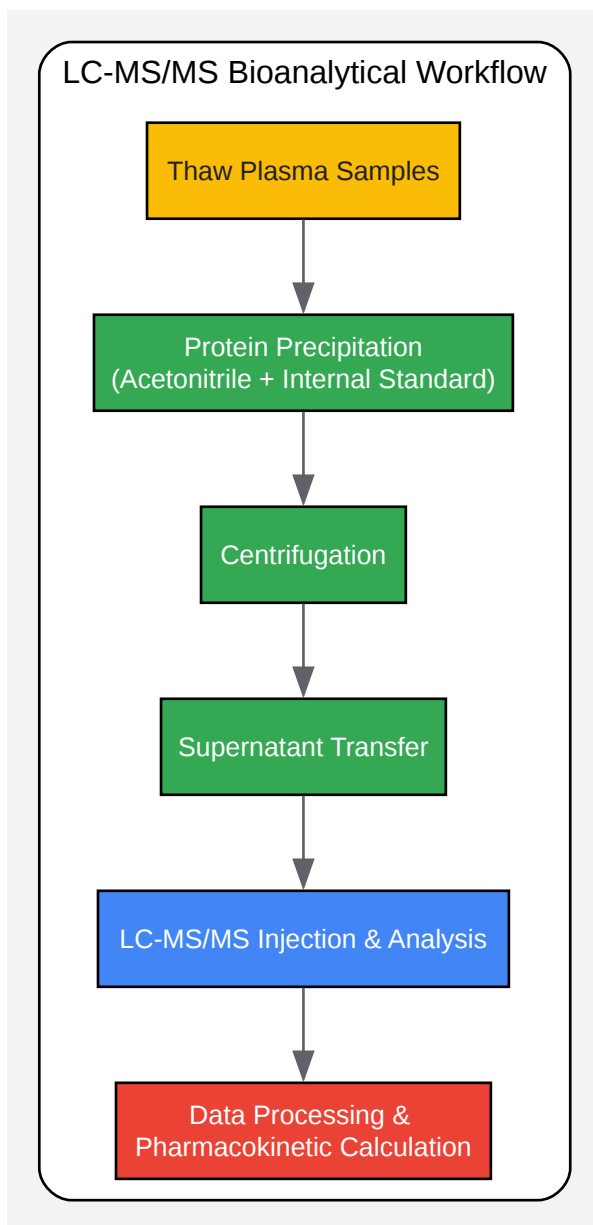 LC-MS/MS Bioanalytical Workflow
Thaw Plasma Samples
Protein Precipitation
(Acetonitrile + Internal Standard)
Centrifugation
Supernatant Transfer
LC-MS/MS Injection & Analysis
Data Processing &
Pharmacokinetic Calculation